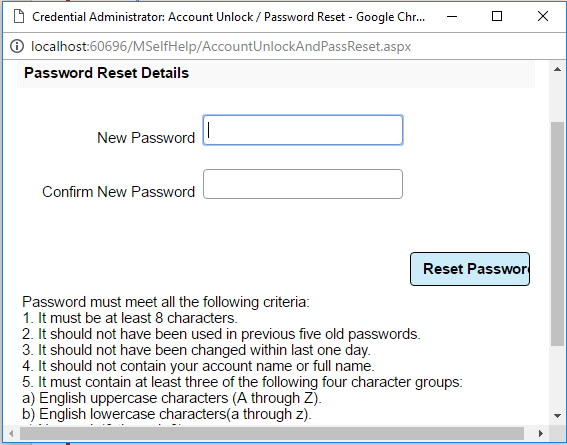 Credential Administrator: Account Unlock / Password Reset - Google Chr...
localhost:60696/MSelfHelp/AccountUnlockAndPassReset.aspx
Password Reset Details
New Password
Confirm New Password
Reset Passwor
Password must meet all the following criteria:
1. It must be at least 8 characters.
2. It should not have been used in previous five old passwords.
3. It should not have been changed within last one day.
4. It should not contain your account name or full name.
5. It must contain at least three of the following four character groups:
a) English uppercase characters (A through Z).
b) English lowercase characters(a through z).